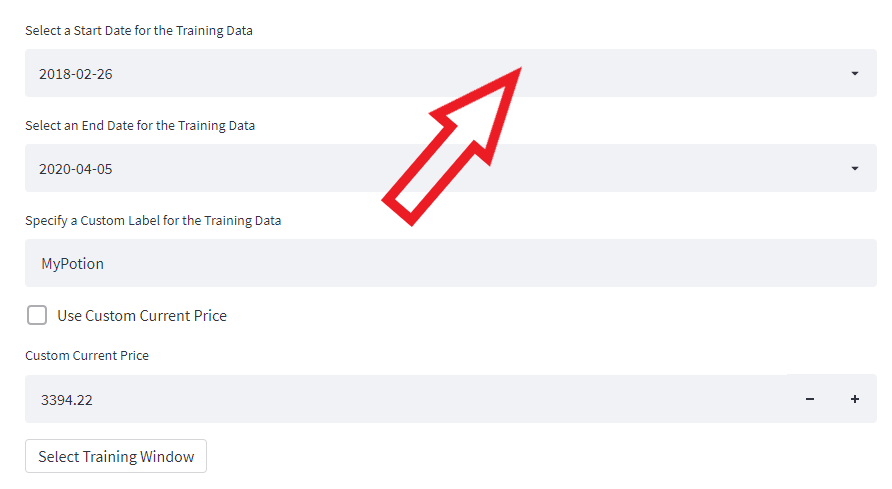 Select a Start Date for the Training Data
2018-02-26
Select an End Date for the Training Data
2020-04-05
Specify a Custom Label for the Training Data
MyPotion
Use Custom Current Price
Custom Current Price
3394.22
Select Training Window